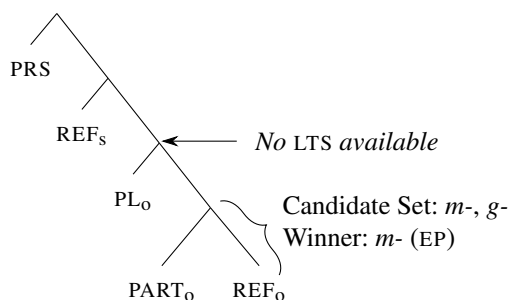 PRS
REFs
No LTS available
PLo
Candidate Set: m-, g-
Winner: m- (EP)
PARTo REFo